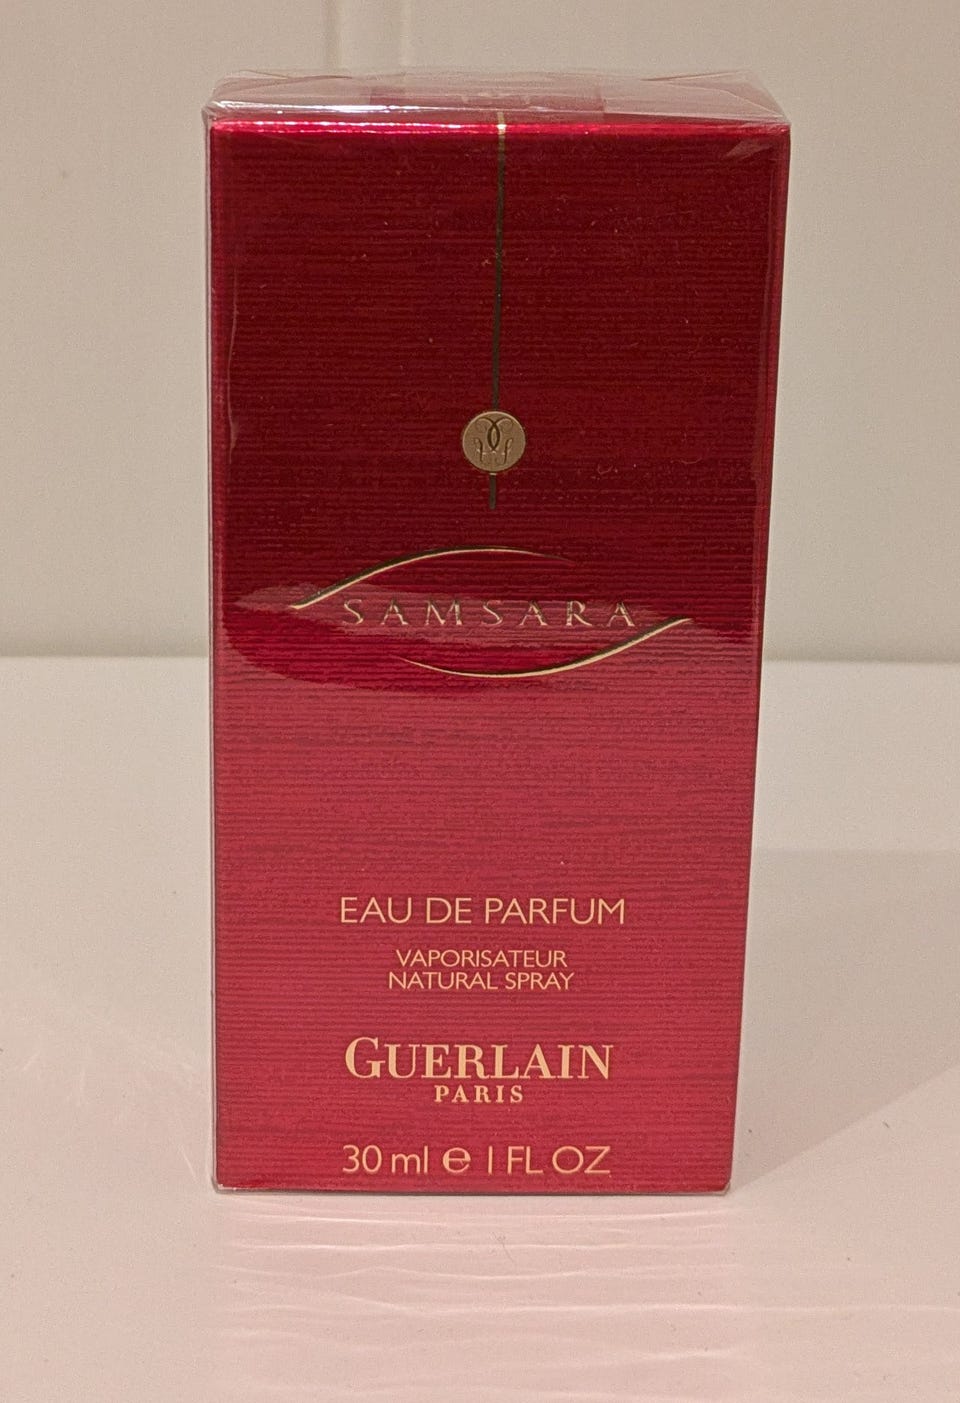 SAMSARA
EAU DE PARFUM
VAPORISATEUR
NATURAL SPRAY
GUERLAIN
PARIS
30 ml ℮ 1 FL OZ